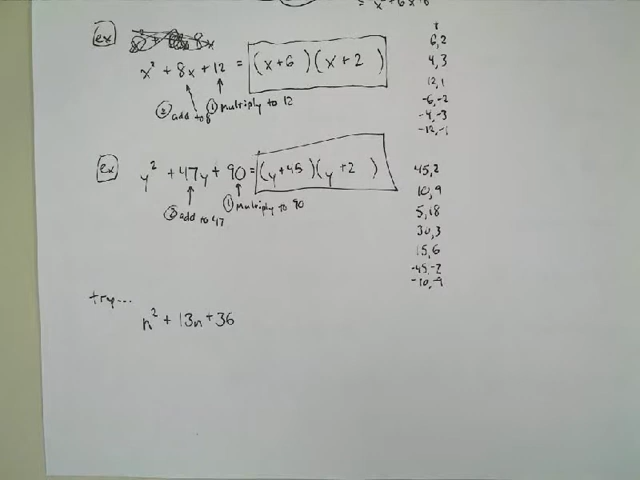 x² + 6x + 8
ex
x² + 8x + 12 = (x+6)(x+2)
② add to 8 ① multiply to 12
6,2
4,3
12,1
-6,-2
-4,-3
-12,-1
ex
y² + 47y + 90 = (y+45)(y+2)
② add to 47 ① multiply to 90
45,2
10,9
5,18
30,3
15,6
-45,-2
-10,-9
try...
n² + 13n + 36